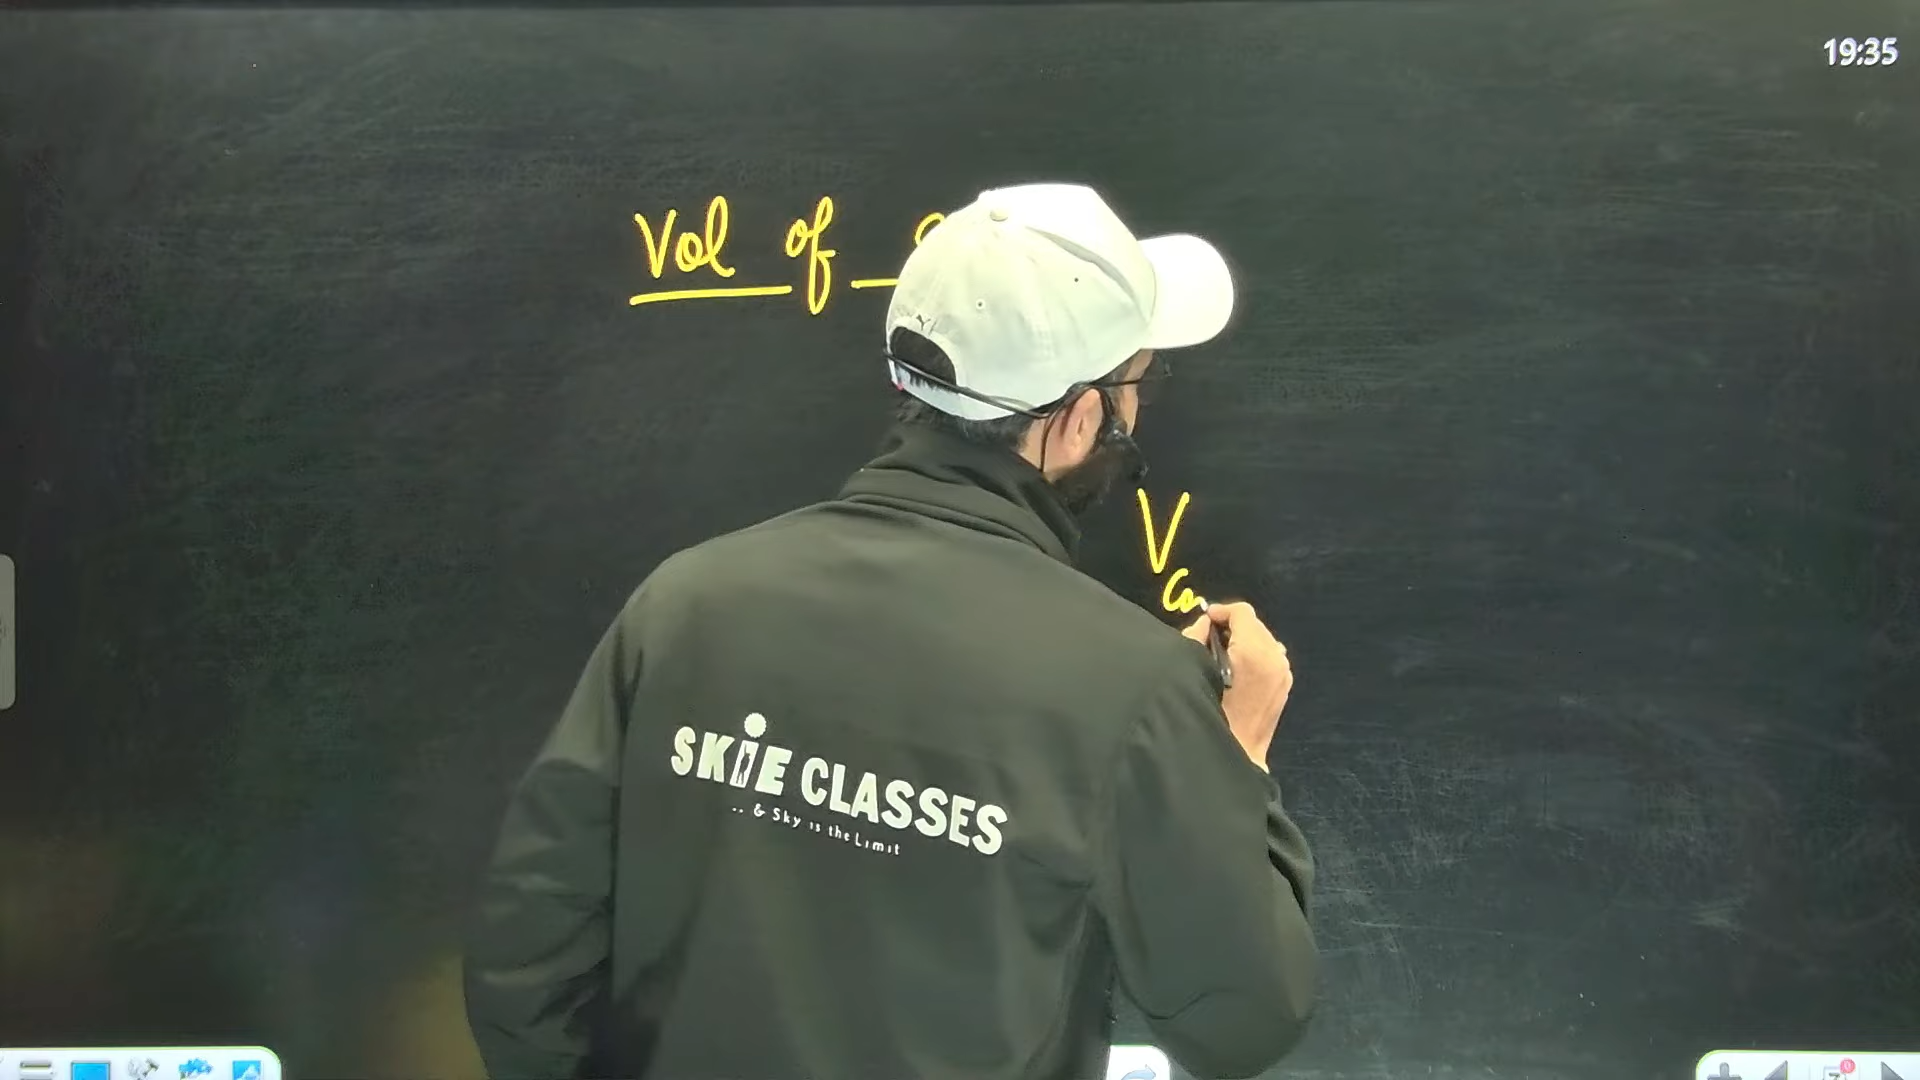 19:35
Vol of
V
SKIE CLASSES
.. & Sky is the Limit